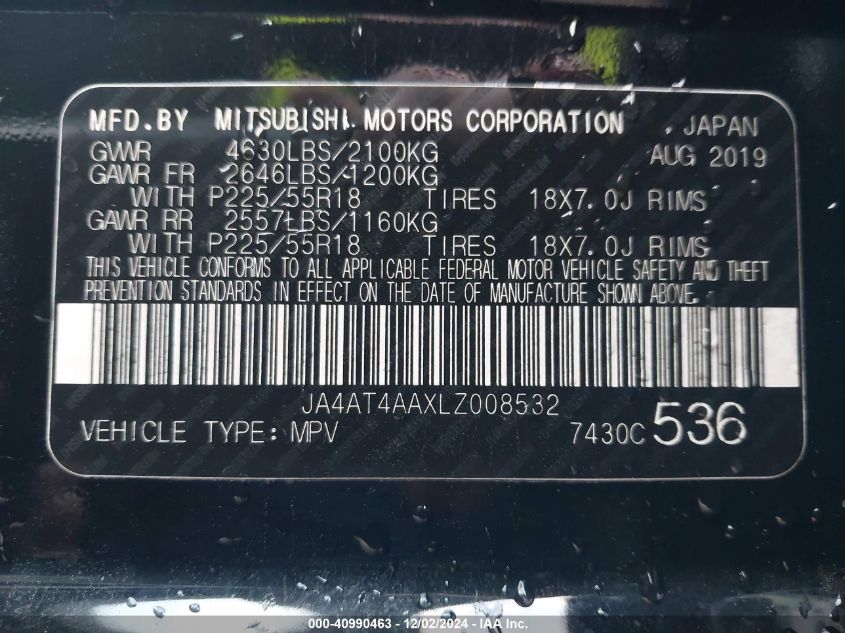 MFD.BY MITSUBISHI MOTORS CORPORATION JAPAN
GVWR 4630LBS/2100KG AUG 2019
GAWR FR 2646LBS/1200KG
WITH P225/55R18 TIRES 18X7.0J RIMS
GAWR RR 2557LBS/1160KG
WITH P225/55R18 TIRES 18X7.0J RIMS
THIS VEHICLE CONFORMS TO ALL APPLICABLE FEDERAL MOTOR VEHICLE SAFETY AND THEFT
PREVENTION STANDARDS IN EFFECT ON THE DATE OF MANUFACTURE SHOWN ABOVE.
JA4AT4AAXLZ008532
VEHICLE TYPE: MPV 7430C 536
000-40990463 - 12/02/2024 - IAA Inc.